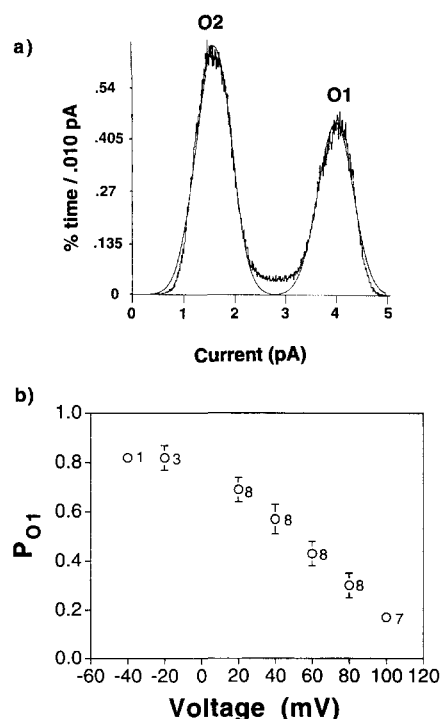 a)
O2
O1
.54
.405
.27
.135
0
% time / .010 pA
0 1 2 3 4 5
Current (pA)
b)
1.0
0.8
0.6
0.4
0.2
0.0
PO1
1 3 8 8 8 8 7
-60 -40 -20 0 20 40 60 80 100 120
Voltage (mV)